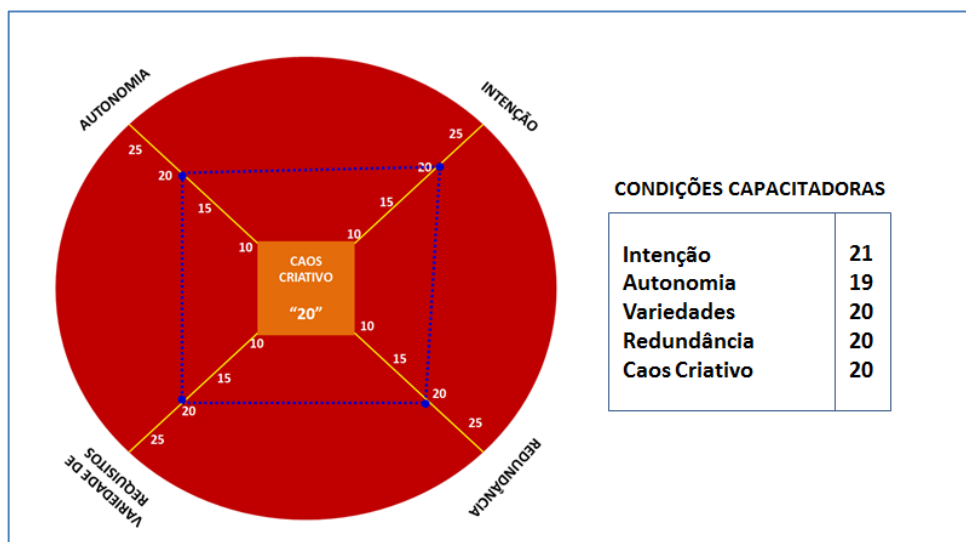 AUTONOMIA
INTENÇÃO
25
25
20
20
15
15
10
10
CAOS
CRIATIVO
“20”
10
10
15
15
20
20
25
25
VARIEDADE DE
REQUISITOS
REDUNDÂNCIA
CONDIÇÕES CAPACITADORAS
Intenção 21
Autonomia 19
Variedades 20
Redundância 20
Caos Criativo 20